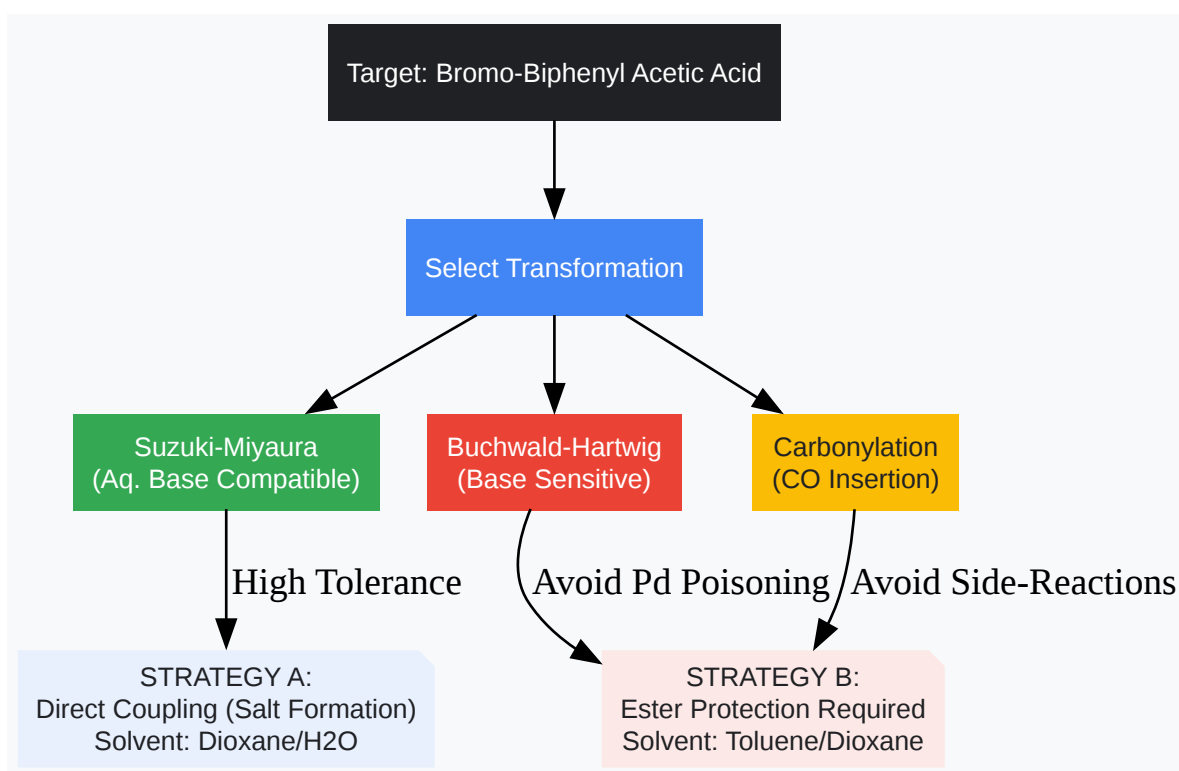 Target: Bromo-Biphenyl Acetic Acid
Select Transformation
Suzuki-Miyaura
(Aq. Base Compatible)
Buchwald-Hartwig
(Base Sensitive)
Carbonylation
(CO Insertion)
High Tolerance
Avoid Pd Poisoning
Avoid Side-Reactions
STRATEGY A:
Direct Coupling (Salt Formation)
Solvent: Dioxane/H2O
STRATEGY B:
Ester Protection Required
Solvent: Toluene/Dioxane